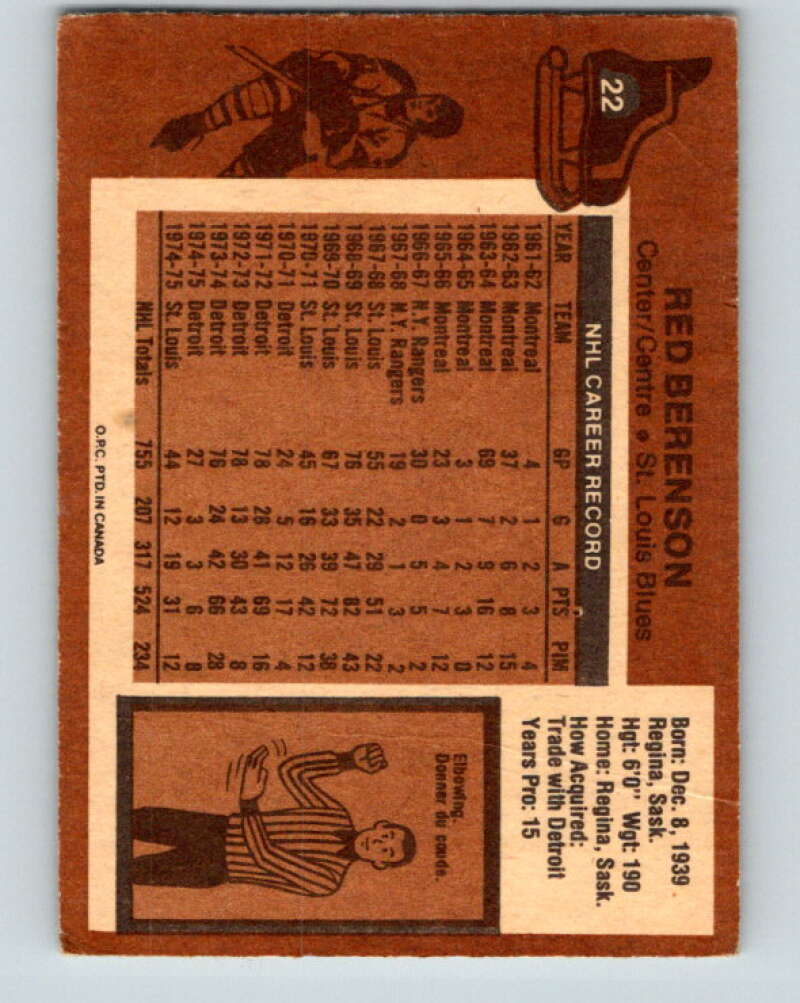 22
RED BERENSON
Center/Centre • St. Louis Blues
NHL CAREER RECORD
YEAR TEAM GP G A PTS PIM
1961-62 Montreal 4 1 2 3 4
1962-63 Montreal 37 2 6 8 15
1963-64 Montreal 69 7 9 16 12
1964-65 Montreal 3 1 2 3 0
1965-66 Montreal 23 3 4 7 12
1966-67 N.Y. Rangers 30 0 5 5 2
1967-68 N.Y. Rangers 19 2 1 3 2
1967-68 St. Louis 55 22 29 51 22
1968-69 St. Louis 76 35 47 82 43
1969-70 St. Louis 67 33 39 72 38
1970-71 St. Louis 45 16 26 42 12
1970-71 Detroit 24 5 12 17 4
1971-72 Detroit 78 28 41 69 16
1972-73 Detroit 78 13 30 43 8
1973-74 Detroit 76 24 42 66 28
1974-75 Detroit 27 3 3 6 8
1974-75 St. Louis 44 12 19 31 12
NHL Totals 755 207 317 524 234
O.P.C. PTD. IN CANADA
Born: Dec. 8, 1939
Regina, Sask.
Hgt: 6'0" Wgt: 190
Home: Regina, Sask.
How Acquired:
Trade with Detroit
Years Pro: 15
Elbowing.
Donner du coude.